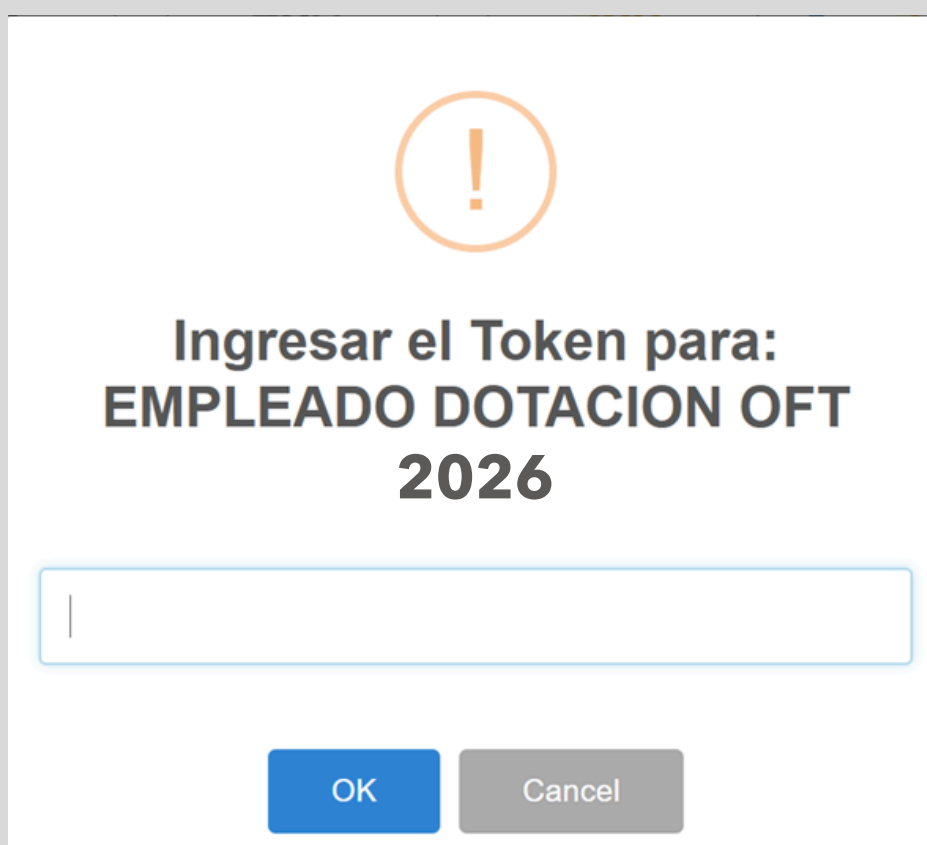 !
Ingresar el Token para:
EMPLEADO DOTACION OFT
2026
OK
Cancel